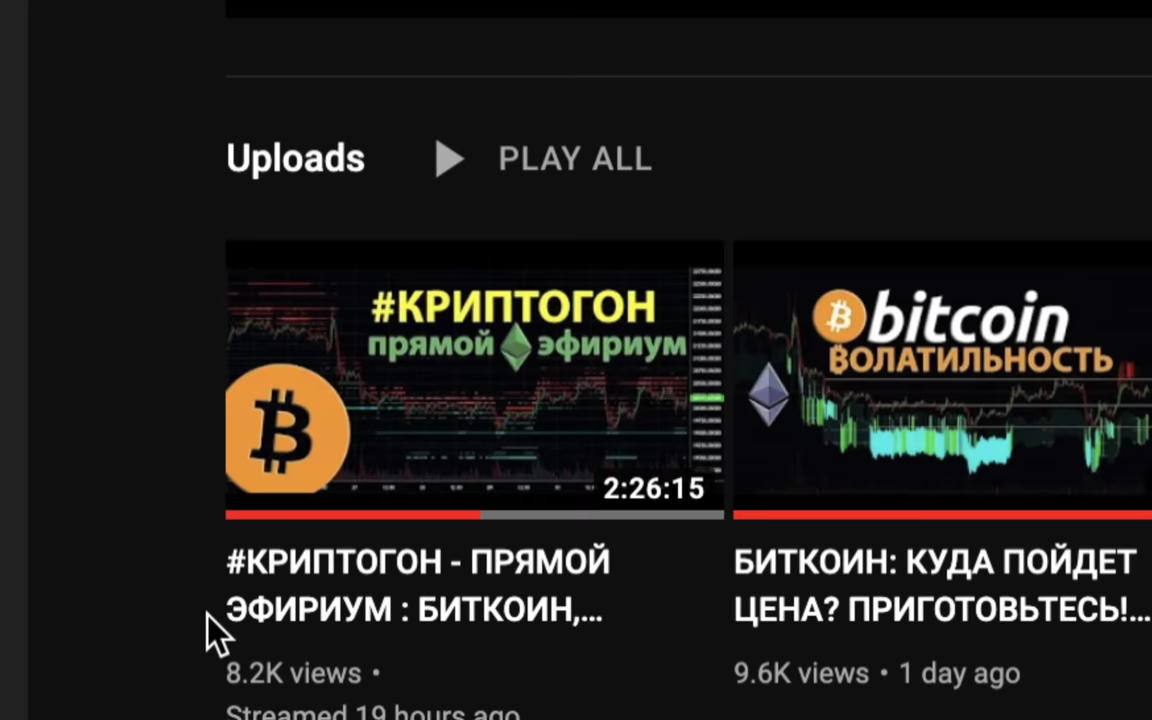 Uploads
PLAY ALL
#КРИПТОГОН
прямой эфириум
2:26:15
bitcoin
ВОЛАТИЛЬНОСТЬ
#КРИПТОГОН - ПРЯМОЙ
ЭФИРИУМ : БИТКОИН,...
8.2K views •
Streamed 19 hours ago
БИТКОИН: КУДА ПОЙДЕТ
ЦЕНА? ПРИГОТОВЬТЕСЬ!...
9.6K views • 1 day ago